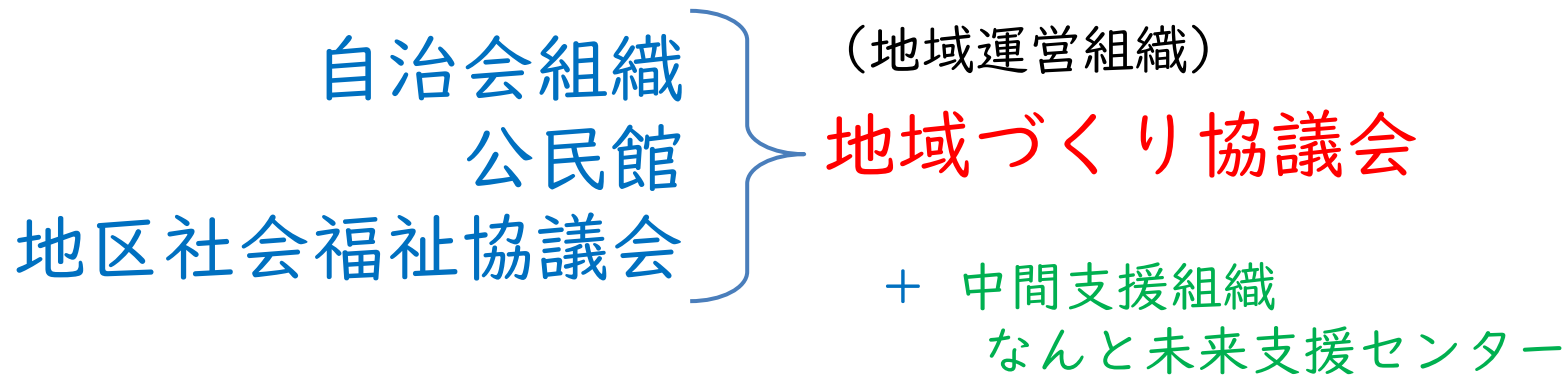 自治会組織
公民館
地区社会福祉協議会
（地域運営組織）
地域づくり協議会
＋ 中間支援組織
なんと未来支援センター